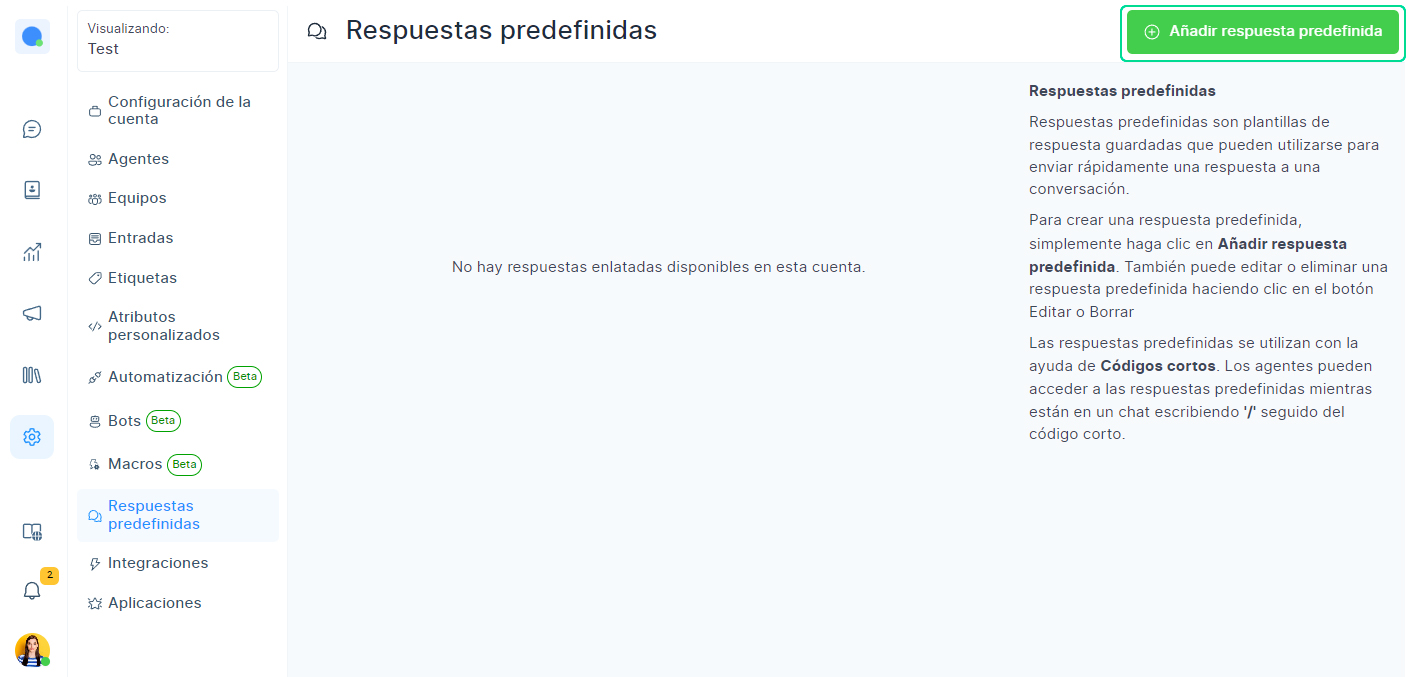 Visualizando:
Test
Configuración de la
cuenta
Agentes
Equipos
Entradas
Etiquetas
Atributos
personalizados
Automatización Beta
Bots Beta
Macros Beta
Respuestas
predefinidas
Integraciones
Aplicaciones
2
Respuestas predefinidas
Añadir respuesta predefinida
No hay respuestas enlatadas disponibles en esta cuenta.
Respuestas predefinidas
Respuestas predefinidas son plantillas de
respuesta guardadas que pueden utilizarse para
enviar rápidamente una respuesta a una
conversación.
Para crear una respuesta predefinida,
simplemente haga clic en Añadir respuesta
predefinida. También puede editar o eliminar una
respuesta predefinida haciendo clic en el botón
Editar o Borrar
Las respuestas predefinidas se utilizan con la
ayuda de Códigos cortos. Los agentes pueden
acceder a las respuestas predefinidas mientras
están en un chat escribiendo '/' seguido del
código corto.